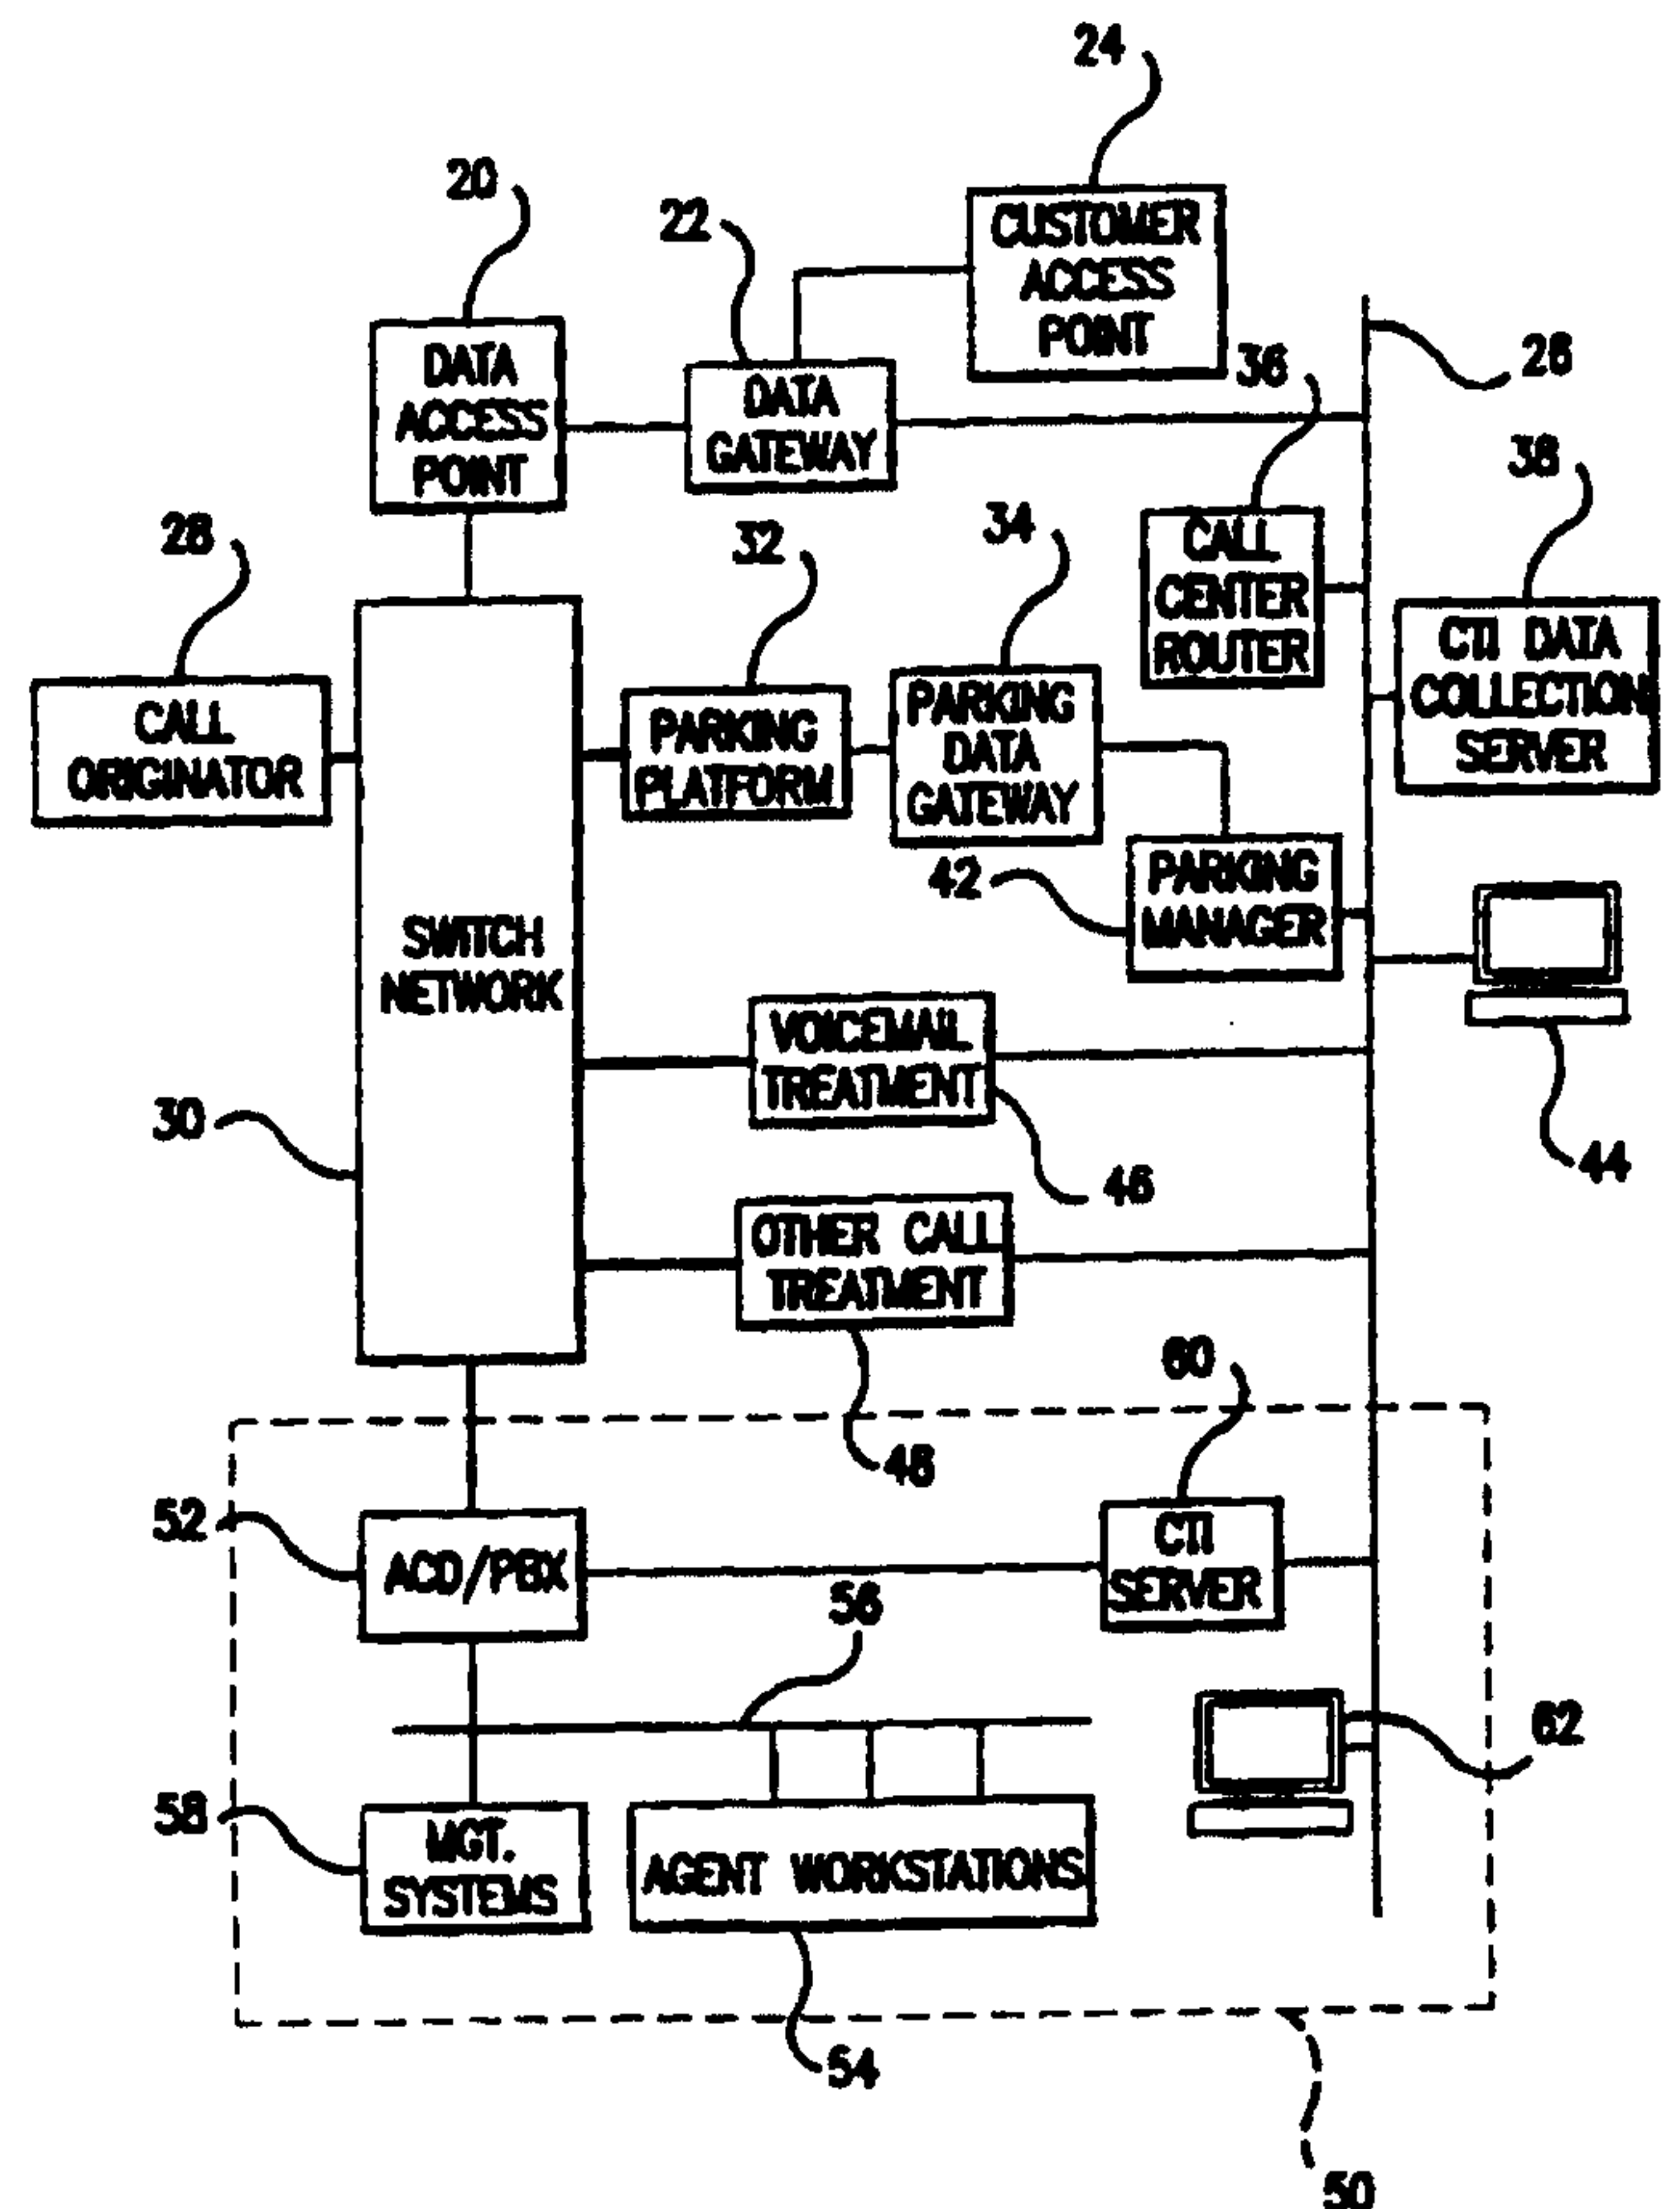 24
20
22
CUSTOMER
ACCESS
POINT
DATA
ACCESS
POINT
DATA
GATEWAY
36
26
38
28
32
34
CALL
CENTER
ROUTER
CTI DATA
COLLECTION
SERVER
CALL
ORIGINATOR
PARKING
PLATFORM
PARKING
DATA
GATEWAY
42
PARKING
MANAGER
SWITCH
NETWORK
VOICEMAIL
TREATMENT
30
46
44
OTHER CALL
TREATMENT
60
48
52
ACD/PBX
CTI
SERVER
56
62
58
MGT.
SYSTEMS
AGENT WORKSTATIONS
54
50